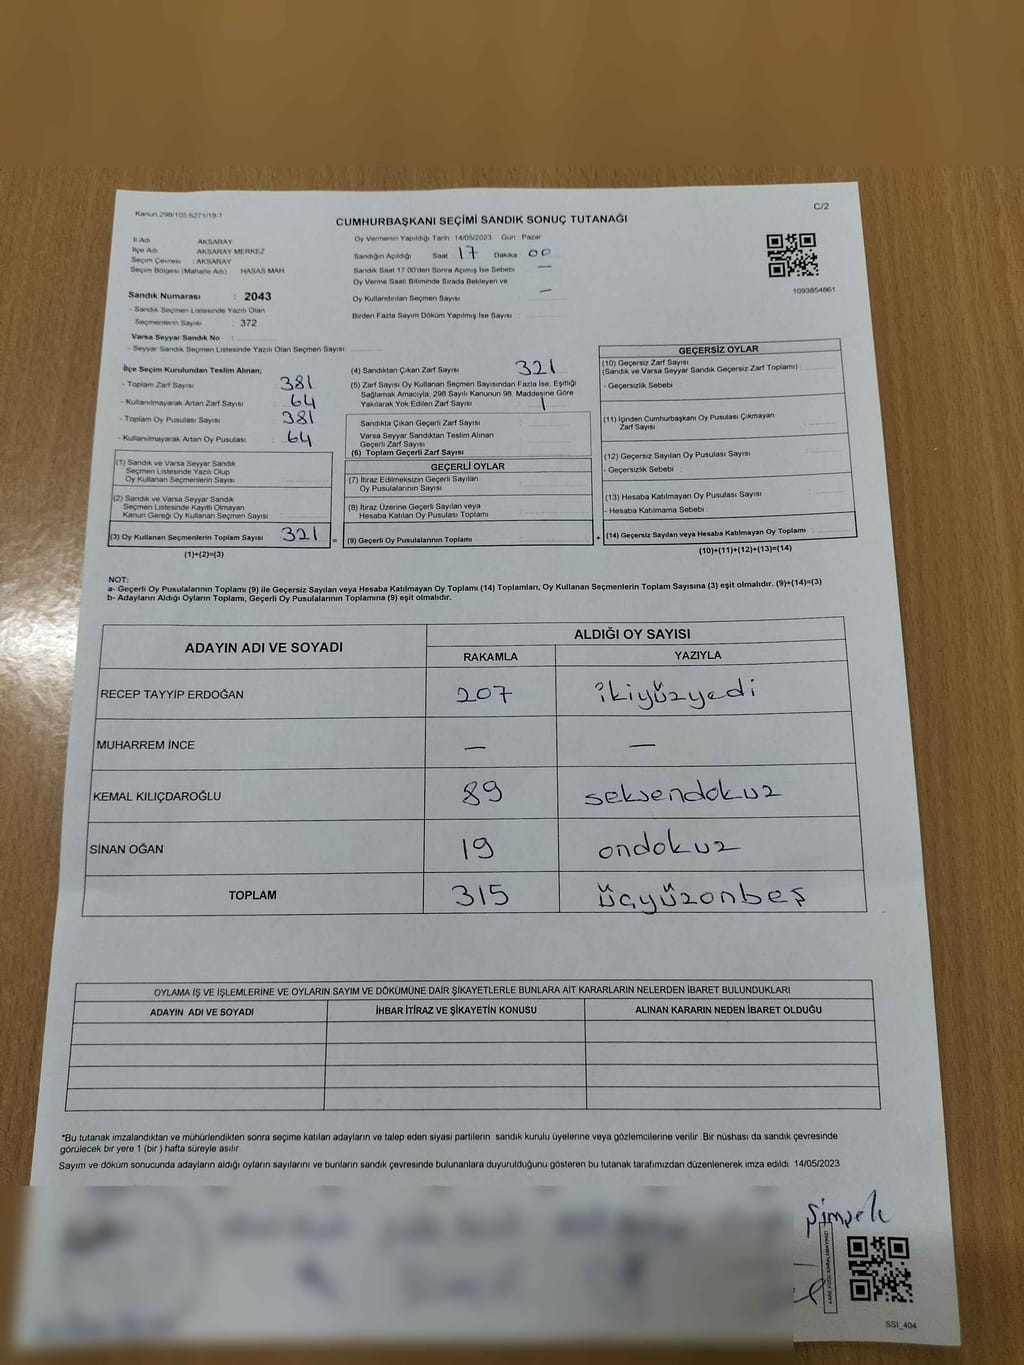 Kanun.298/105,6271/18-1
C/2
CUMHURBAŞKANI SEÇİMİ SANDIK SONUÇ TUTANAĞI
İl Adı AKSARAY
İlçe Adı AKSARAY MERKEZ
Seçim Çevresi : AKSARAY
Seçim Bölgesi (Mahalle Adı) HASAS MAH
Sandık Numarası : 2043
- Sandık Seçmen Listesinde Yazılı Olan
Seçmenlerin Sayısı : 372
Varsa Seyyar Sandık No :
- Seyyar Sandık Seçmen Listesinde Yazılı Olan Seçmen Sayısı:
Oy Vermenin Yapıldığı Tarih 14/05/2023 Gün Pazar
Sandığın Açıldığı Saat 17 Dakika 00
Sandık Saat 17 00'den Sonra Açımış İse Sebebi —
Oy Verme Saati Bitiminde Sırada Bekleyen ve
Oy Kullandırılan Seçmen Sayısı —
Birden Fazla Sayım Döküm Yapılmış İse Sayısı
1093854861
İlçe Seçim Kurulundan Teslim Alınan;
- Toplam Zarf Sayısı 381
- Kullanılmayarak Artan Zarf Sayısı 64
- Toplam Oy Pusulası Sayısı 381
- Kullanılmayarak Artan Oy Pusulası 64
(1) Sandık ve Varsa Seyyar Sandık
Seçmen Listesinde Yazılı Olup
Oy Kullanan Seçmenlerin Sayısı
(2) Sandık ve Varsa Seyyar Sandık
Seçmen Listesinde Kayıtlı Olmayan
Kanun Gereği Oy Kullanan Seçmen Sayısı
(3) Oy Kullanan Seçmenlerin Toplam Sayısı 321 =
(1)+(2)=(3)
(4) Sandıktan Çıkan Zarf Sayısı 321
(5) Zarf Sayısı Oy Kullanan Seçmen Sayısından Fazla İse, Eşitliği
Sağlamak Amacıyla; 298 Sayılı Kanunun 98. Maddesine Göre
Yakılarak Yok Edilen Zarf Sayısı 1
Sandıkta Çıkan Geçerli Zarf Sayısı
Varsa Seyyar Sandıktan Teslim Alınan
Geçerli Zarf Sayısı
(6) Toplam Geçerli Zarf Sayısı
GEÇERLİ OYLAR
(7) İtiraz Edilmeksizin Geçerli Sayılan
Oy Pusulalarının Sayısı
(8) İtiraz Üzerine Geçerli Sayılan veya
Hesaba Katılan Oy Pusulası Toplamı
(9) Geçerli Oy Pusulalarının Toplamı +
GEÇERSİZ OYLAR
(10) Geçersiz Zarf Sayısı
(Sandık ve Varsa Seyyar Sandık Geçersiz Zarf Toplamı)
- Geçersizlik Sebebi
(11) İçinden Cumhurbaşkanı Oy Pusulası Çıkmayan
Zarf Sayısı
(12) Geçersiz Sayılan Oy Pusulası Sayısı
- Geçersizlik Sebebi
(13) Hesaba Katılmayan Oy Pusulası Sayısı
- Hesaba Katılmama Sebebi
(14) Geçersiz Sayılan veya Hesaba Katılmayan Oy Toplamı
(10)+(11)+(12)+(13)=(14)
NOT:
a- Geçerli Oy Pusulalarının Toplamı (9) ile Geçersiz Sayılan veya Hesaba Katılmayan Oy Toplamı (14) Toplamları, Oy Kullanan Seçmenlerin Toplam Sayısına (3) eşit olmalıdır. (9)+(14)=(3)
b- Adayların Aldığı Oyların Toplamı, Geçerli Oy Pusulalarının Toplamına (9) eşit olmalıdır.
ADAYIN ADI VE SOYADI ALDIĞI OY SAYISI
RAKAMLA YAZIYLA
RECEP TAYYİP ERDOĞAN 207 ikiyüzyedi
MUHARREM İNCE — —
KEMAL KILIÇDAROĞLU 89 seksendokuz
SİNAN OĞAN 19 ondokuz
TOPLAM 315 üçyüzonbeş
OYLAMA İŞ VE İŞLEMLERİNE VE OYLARIN SAYIM VE DÖKÜMÜNE DAİR ŞİKAYETLERLE BUNLARA AİT KARARLARIN NELERDEN İBARET BULUNDUKLARI
ADAYIN ADI VE SOYADI İHBAR İTİRAZ VE ŞİKAYETİN KONUSU ALINAN KARARIN NEDEN İBARET OLDUĞU
*Bu tutanak imzalandıktan ve mühürlendikten sonra seçime katılan adayların ve talep eden siyasi partilerin sandık kurulu üyelerine veya gözlemcilerine verilir. Bir nüshası da sandık çevresinde
görülecek bir yere 1 (bir) hafta süreyle asılır
Sayım ve döküm sonucunda adayların aldığı oyların sayılarını ve bunların sandık çevresinde bulunanlara duyurulduğunu gösteren bu tutanak tarafımızdan düzenlenerek imza edildi. 14/05/2023
Şimşek
KARE KODU KARALAMAYINIZ!
SSI_404